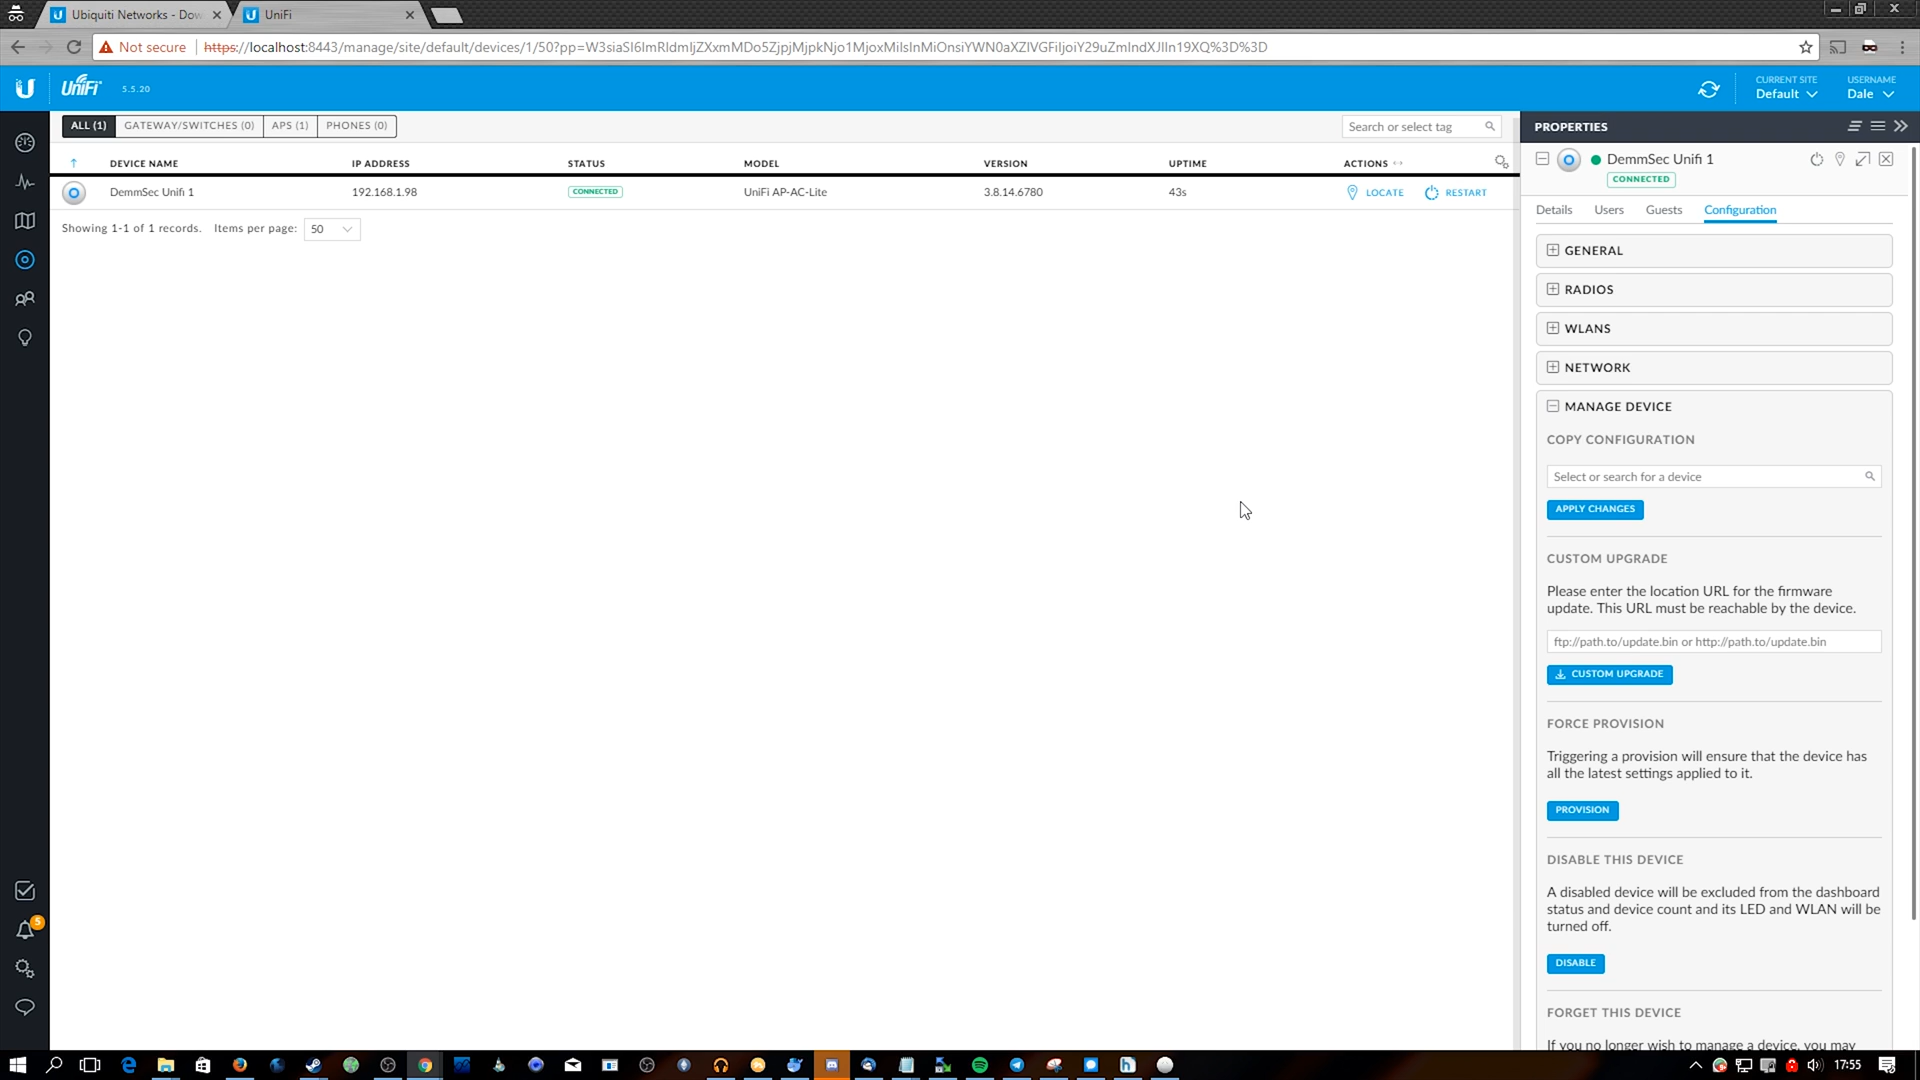 Ubiquiti Networks - Dow
UniFi
Not secure
https://localhost:8443/manage/site/default/devices/1/50?pp=
UniFi
5.5.20
CURRENT SITE
Default
USERNAME
Dale
ALL (1)
GATEWAY/SWITCHES (0)
APS (1)
PHONES (0)
Search or select tag
DEVICE NAME
IP ADDRESS
STATUS
MODEL
VERSION
UPTIME
ACTIONS
DemmSec Unifi 1
192.168.1.98
CONNECTED
UniFi AP-AC-Lite
3.8.14.6780
43s
LOCATE
RESTART
Showing 1-1 of 1 records.
Items per page:
50
PROPERTIES
DemmSec Unifi 1
CONNECTED
Details
Users
Guests
Configuration
GENERAL
RADIOS
WLANS
NETWORK
MANAGE DEVICE
COPY CONFIGURATION
Select or search for a device
APPLY CHANGES
CUSTOM UPGRADE
Please enter the location URL for the firmware
update. This URL must be reachable by the device.
ftp://path.to/update.bin or http://path.to/update.bin
CUSTOM UPGRADE
FORCE PROVISION
Triggering a provision will ensure that the device has
all the latest settings applied to it.
PROVISION
DISABLE THIS DEVICE
A disabled device will be excluded from the dashboard
status and device count and its LED and WLAN will be
turned off.
DISABLE
FORGET THIS DEVICE
If you no longer wish to manage a device, you may
5
17:55